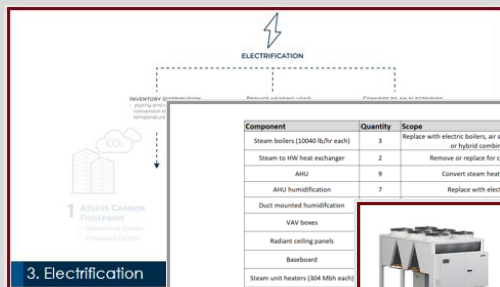 ELECTRIFICATION
INVENTORY DISTRIBUTION
REDUCE HEATING LOAD
CONVERT TO AN ELECTRIFIED
piping and
conversion to
temperature
CO₂
1 ASSESS CARBON
FOOTPRINT
- Operational Carbon
- Embodied Carbon
3. Electrification
Component Quantity Scope
Steam boilers (10040 lb/hr each) 3 Replace with electric boilers, air
or hybrid
Steam to HW heat exchanger 2 Remove or replace for
AHU 9 Convert steam heat
AHU humidification 7 Replace with
Duct mounted humidifcation
VAV boxes
Radiant ceiling panels
Baseboard
Steam unit heaters (304 Mbh each)